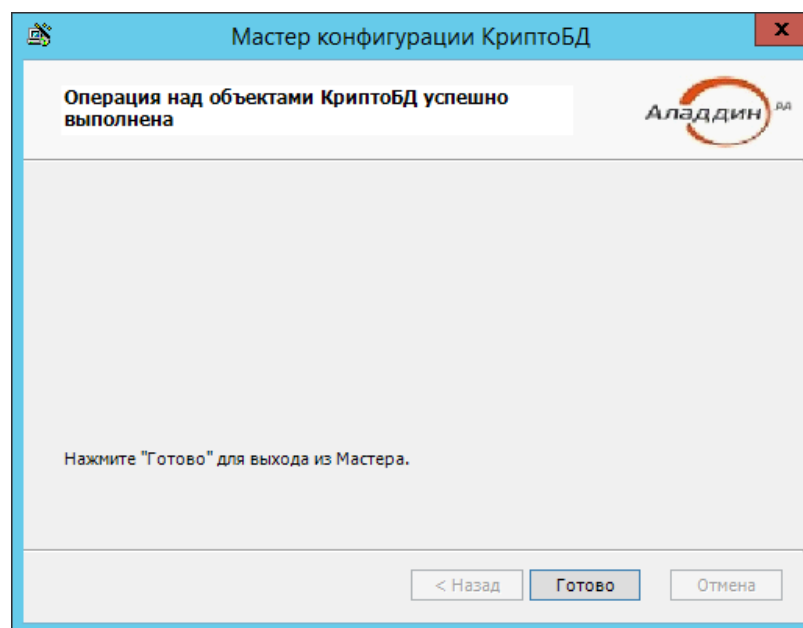 Мастер конфигурации КриптоБД
x
Операция над объектами КриптоБД успешно
выполнена
Аладдин РД
Нажмите "Готово" для выхода из Мастера.
< Назад
Готово
Отмена